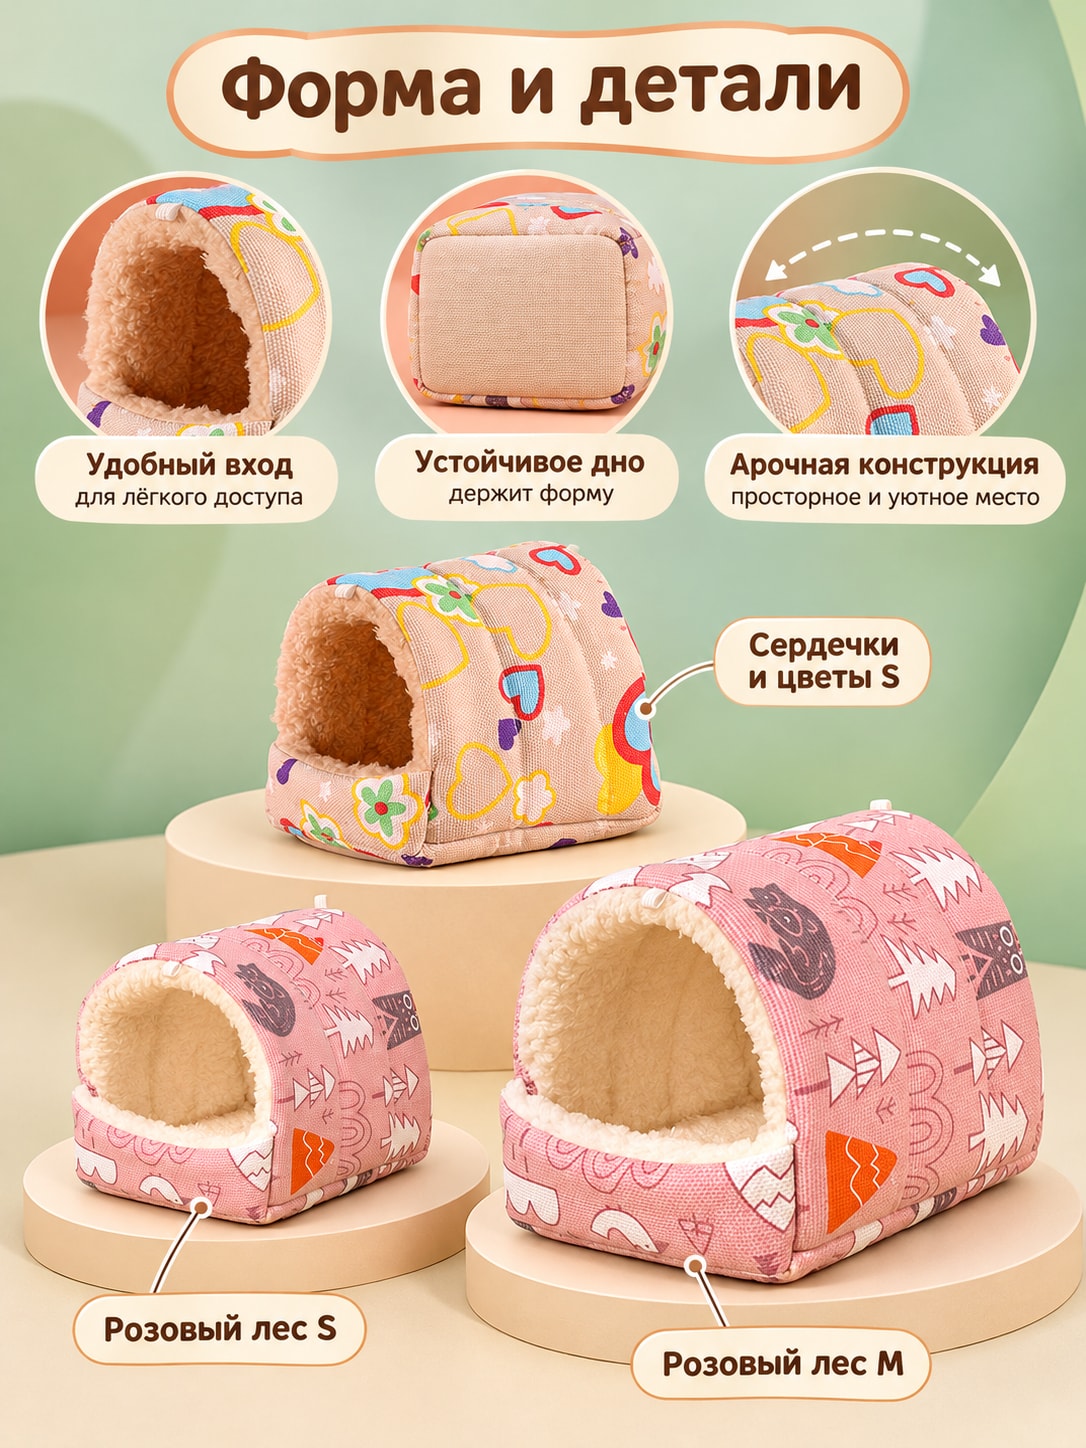 Форма и детали
Удобный вход
для лёгкого доступа
Устойчивое дно
держит форму
Арочная конструкция
просторное и уютное место
Сердечки
и цветы S
Розовый лес S
Розовый лес M